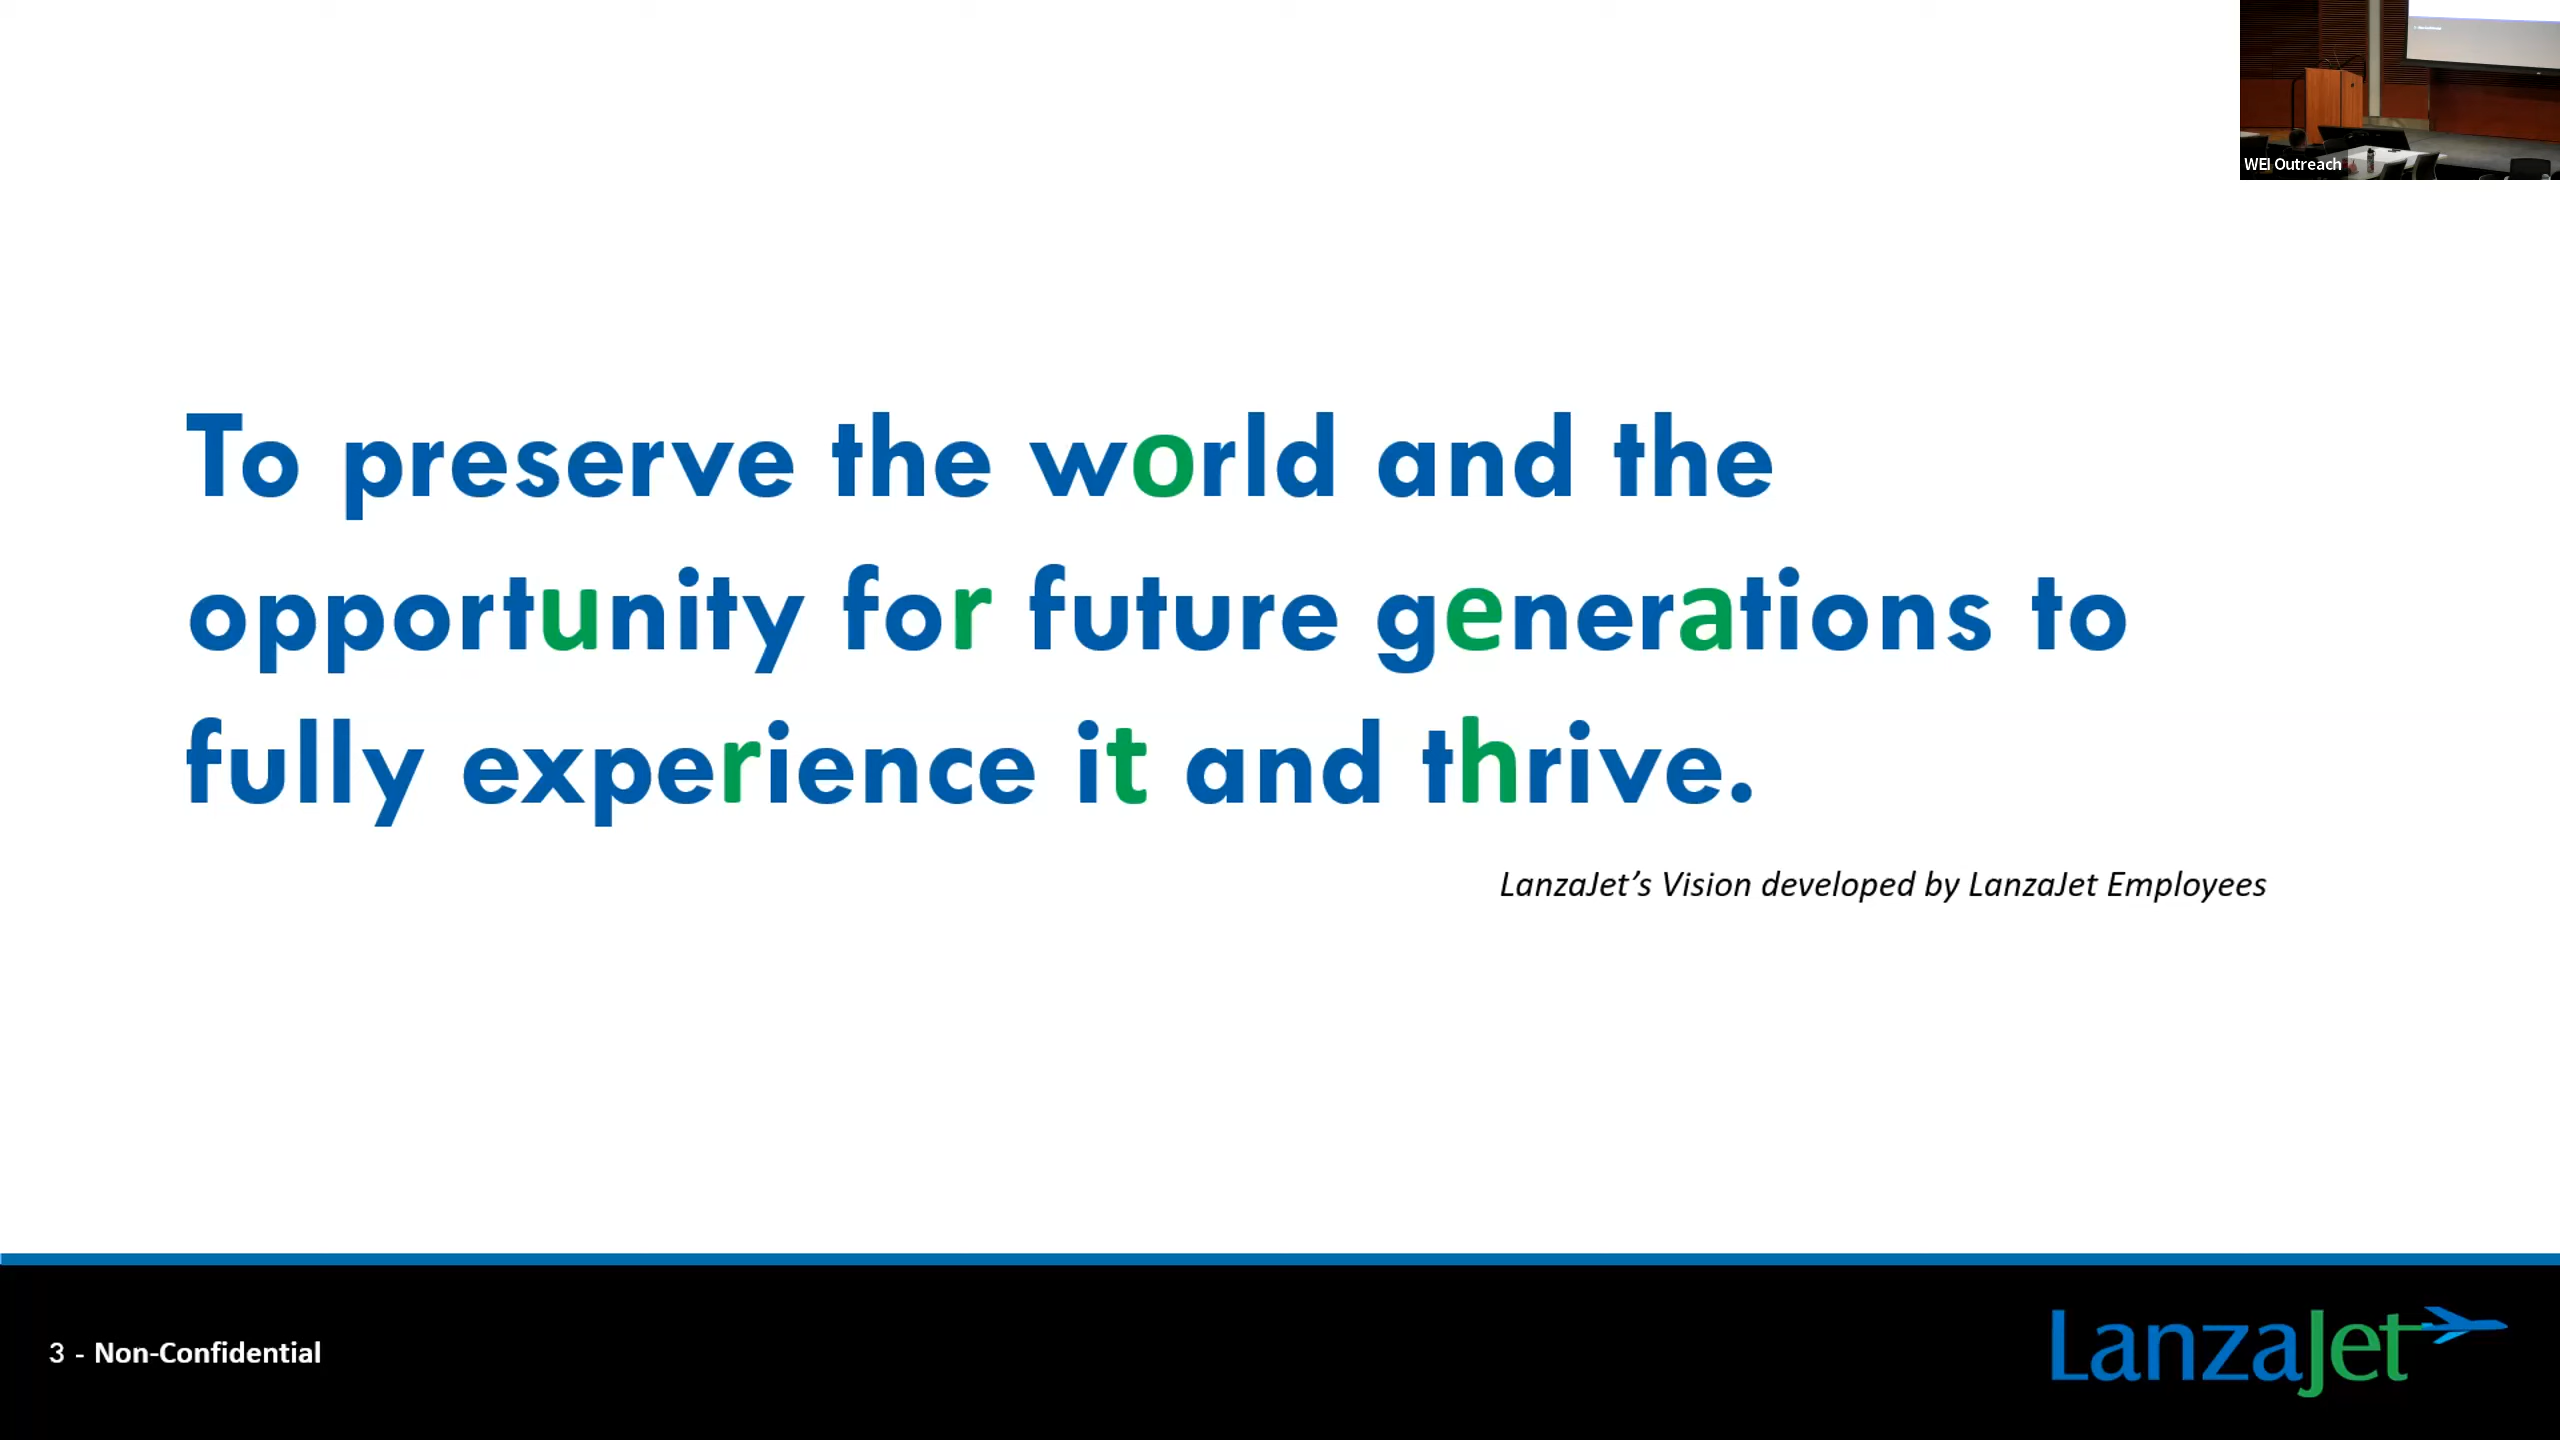 WEI Outreach
To preserve the world and the
opportunity for future generations to
fully experience it and thrive.
LanzaJet’s Vision developed by LanzaJet Employees
3 - Non-Confidential
LanzaJet